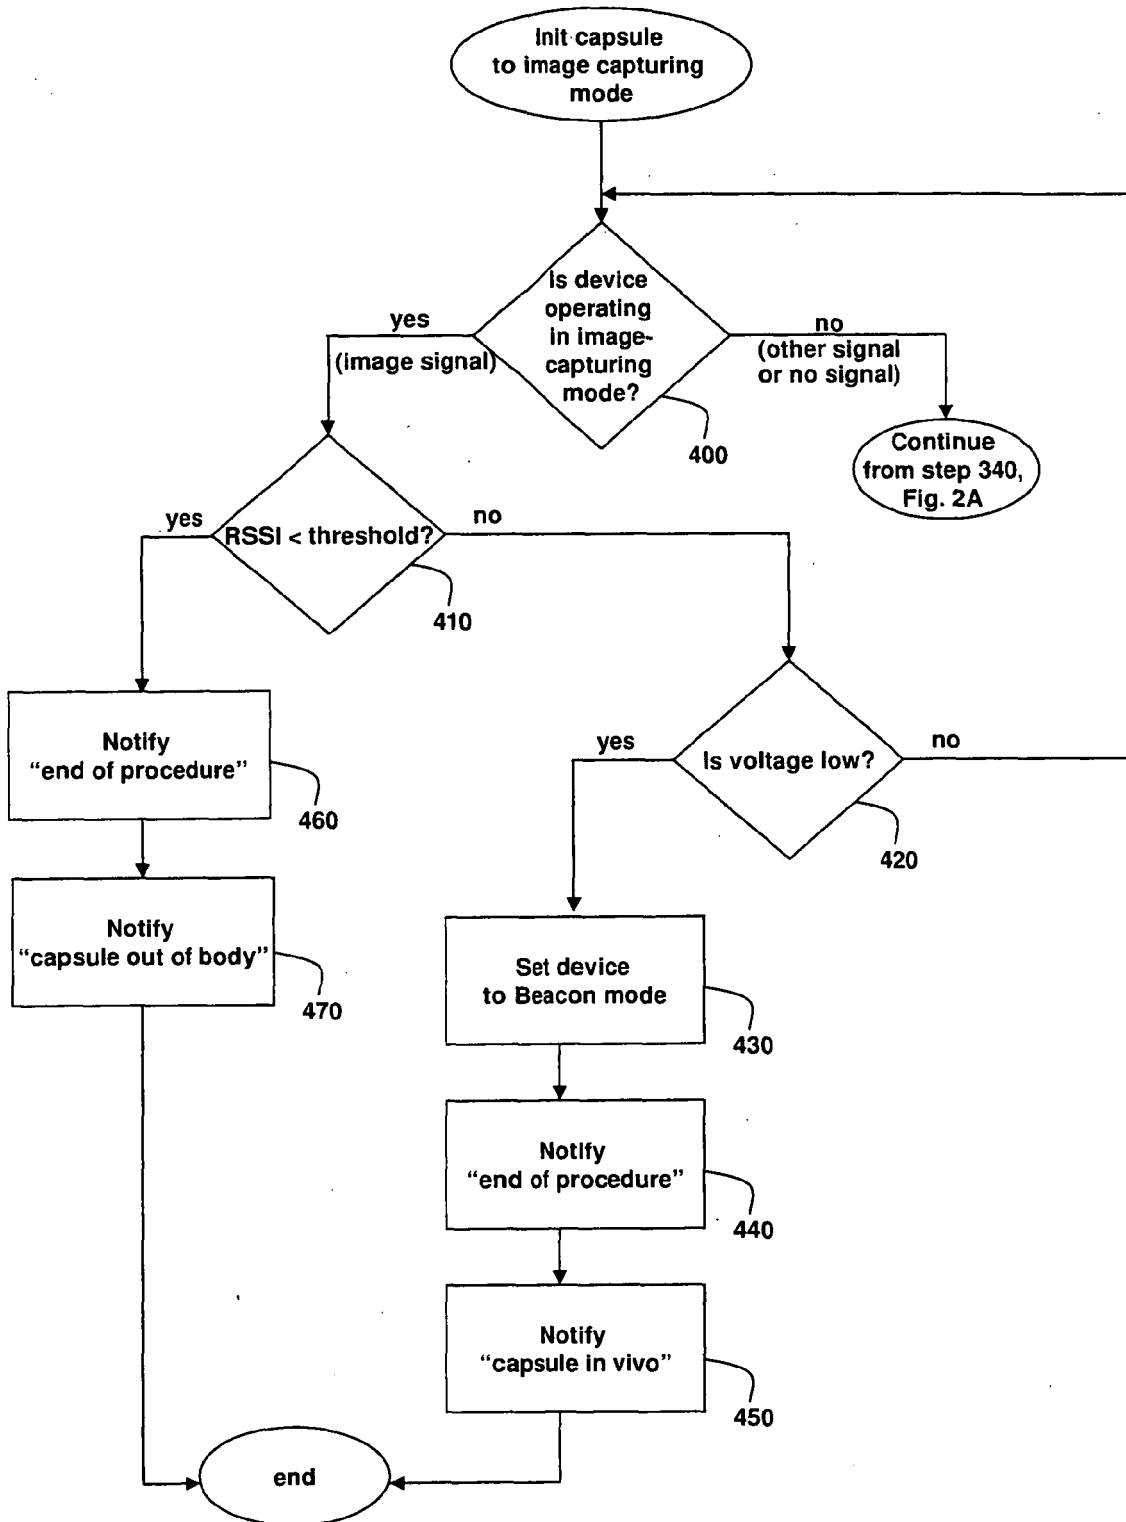 Init capsule
to image capturing
mode
Is device
operating
in image-
capturing
mode?
400
yes
(image signal)
no
(other signal
or no signal)
Continue
from step 340,
Fig. 2A
RSSI < threshold?
410
yes
no
Is voltage low?
420
yes
no
Notify
“end of procedure”
460
Notify
“capsule out of body”
470
Set device
to Beacon mode
430
Notify
“end of procedure”
440
Notify
“capsule in vivo”
450
end